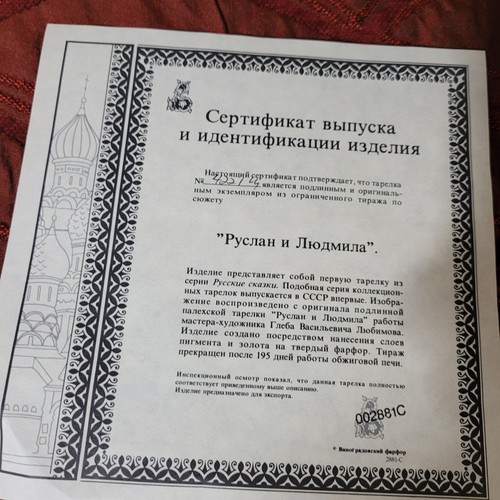 Сертификат выпуска
и идентификации изделия
Настоящий сертификат подтверждает, что тарелка
№ является подлинным и оригиналь-
ным экземпляром из ограниченного тиража по
сюжету
"Руслан и Людмила".
Изделие представляет собой первую тарелку из
серии Русские сказки. Подобная серия коллекцион-
ных тарелок выпускается в СССР впервые. Изобра-
жение воспроизведено с оригинала подлинной
палехской тарелки "Руслан и Людмила" работы
мастера-художника Глеба Васильевича Любимова.
Изделие создано посредством нанесения слоев
пигмента и золота на твердый фарфор. Тираж
прекращен после 195 дней работы обжиговой печи.
Инспекционный осмотр показал, что данная тарелка полностью
соответствует приведенному выше описанию.
Изделие предназначено для экспорта.
002881C
© Виноградовский фарфор
2881-C